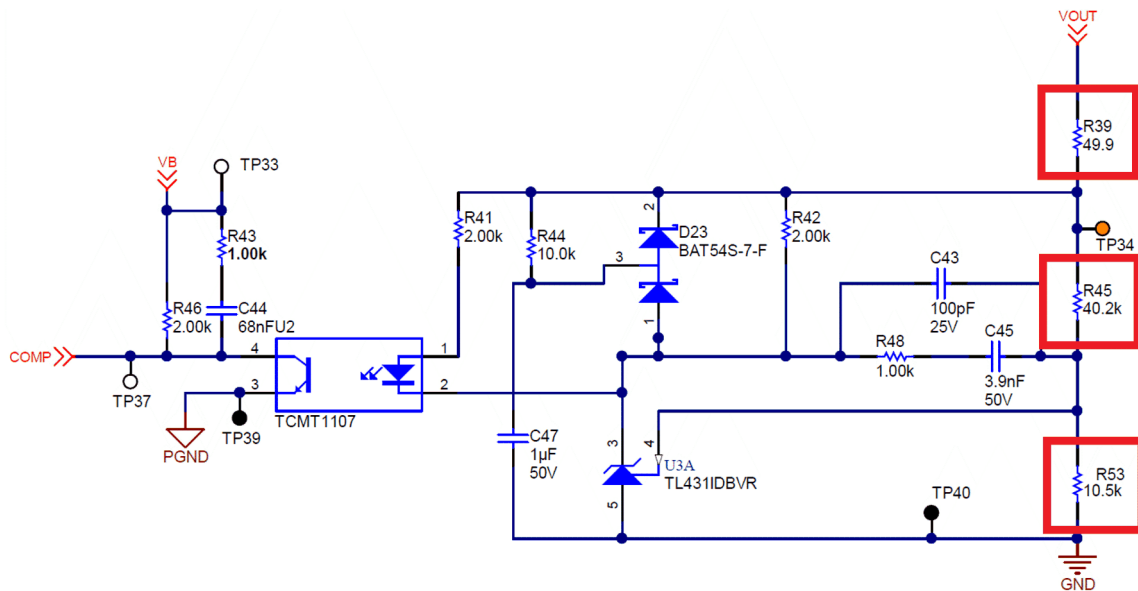 VOUT
R39
49.9
VB
TP33
R41
2.00k
R44
10.0k
2
D23
BAT54S-7-F
3
1
R42
2.00k
TP34
R43
1.00k
C43
100pF
25V
R45
40.2k
R46
2.00k
C44
68nFU2
COMP
4
1
R48
1.00k
C45
3.9nF
50V
TP37
3
2
TCMT1107
TP39
PGND
C47
1µF
50V
3
4
U3A
TL431IDBVR
5
R53
10.5k
TP40
GND